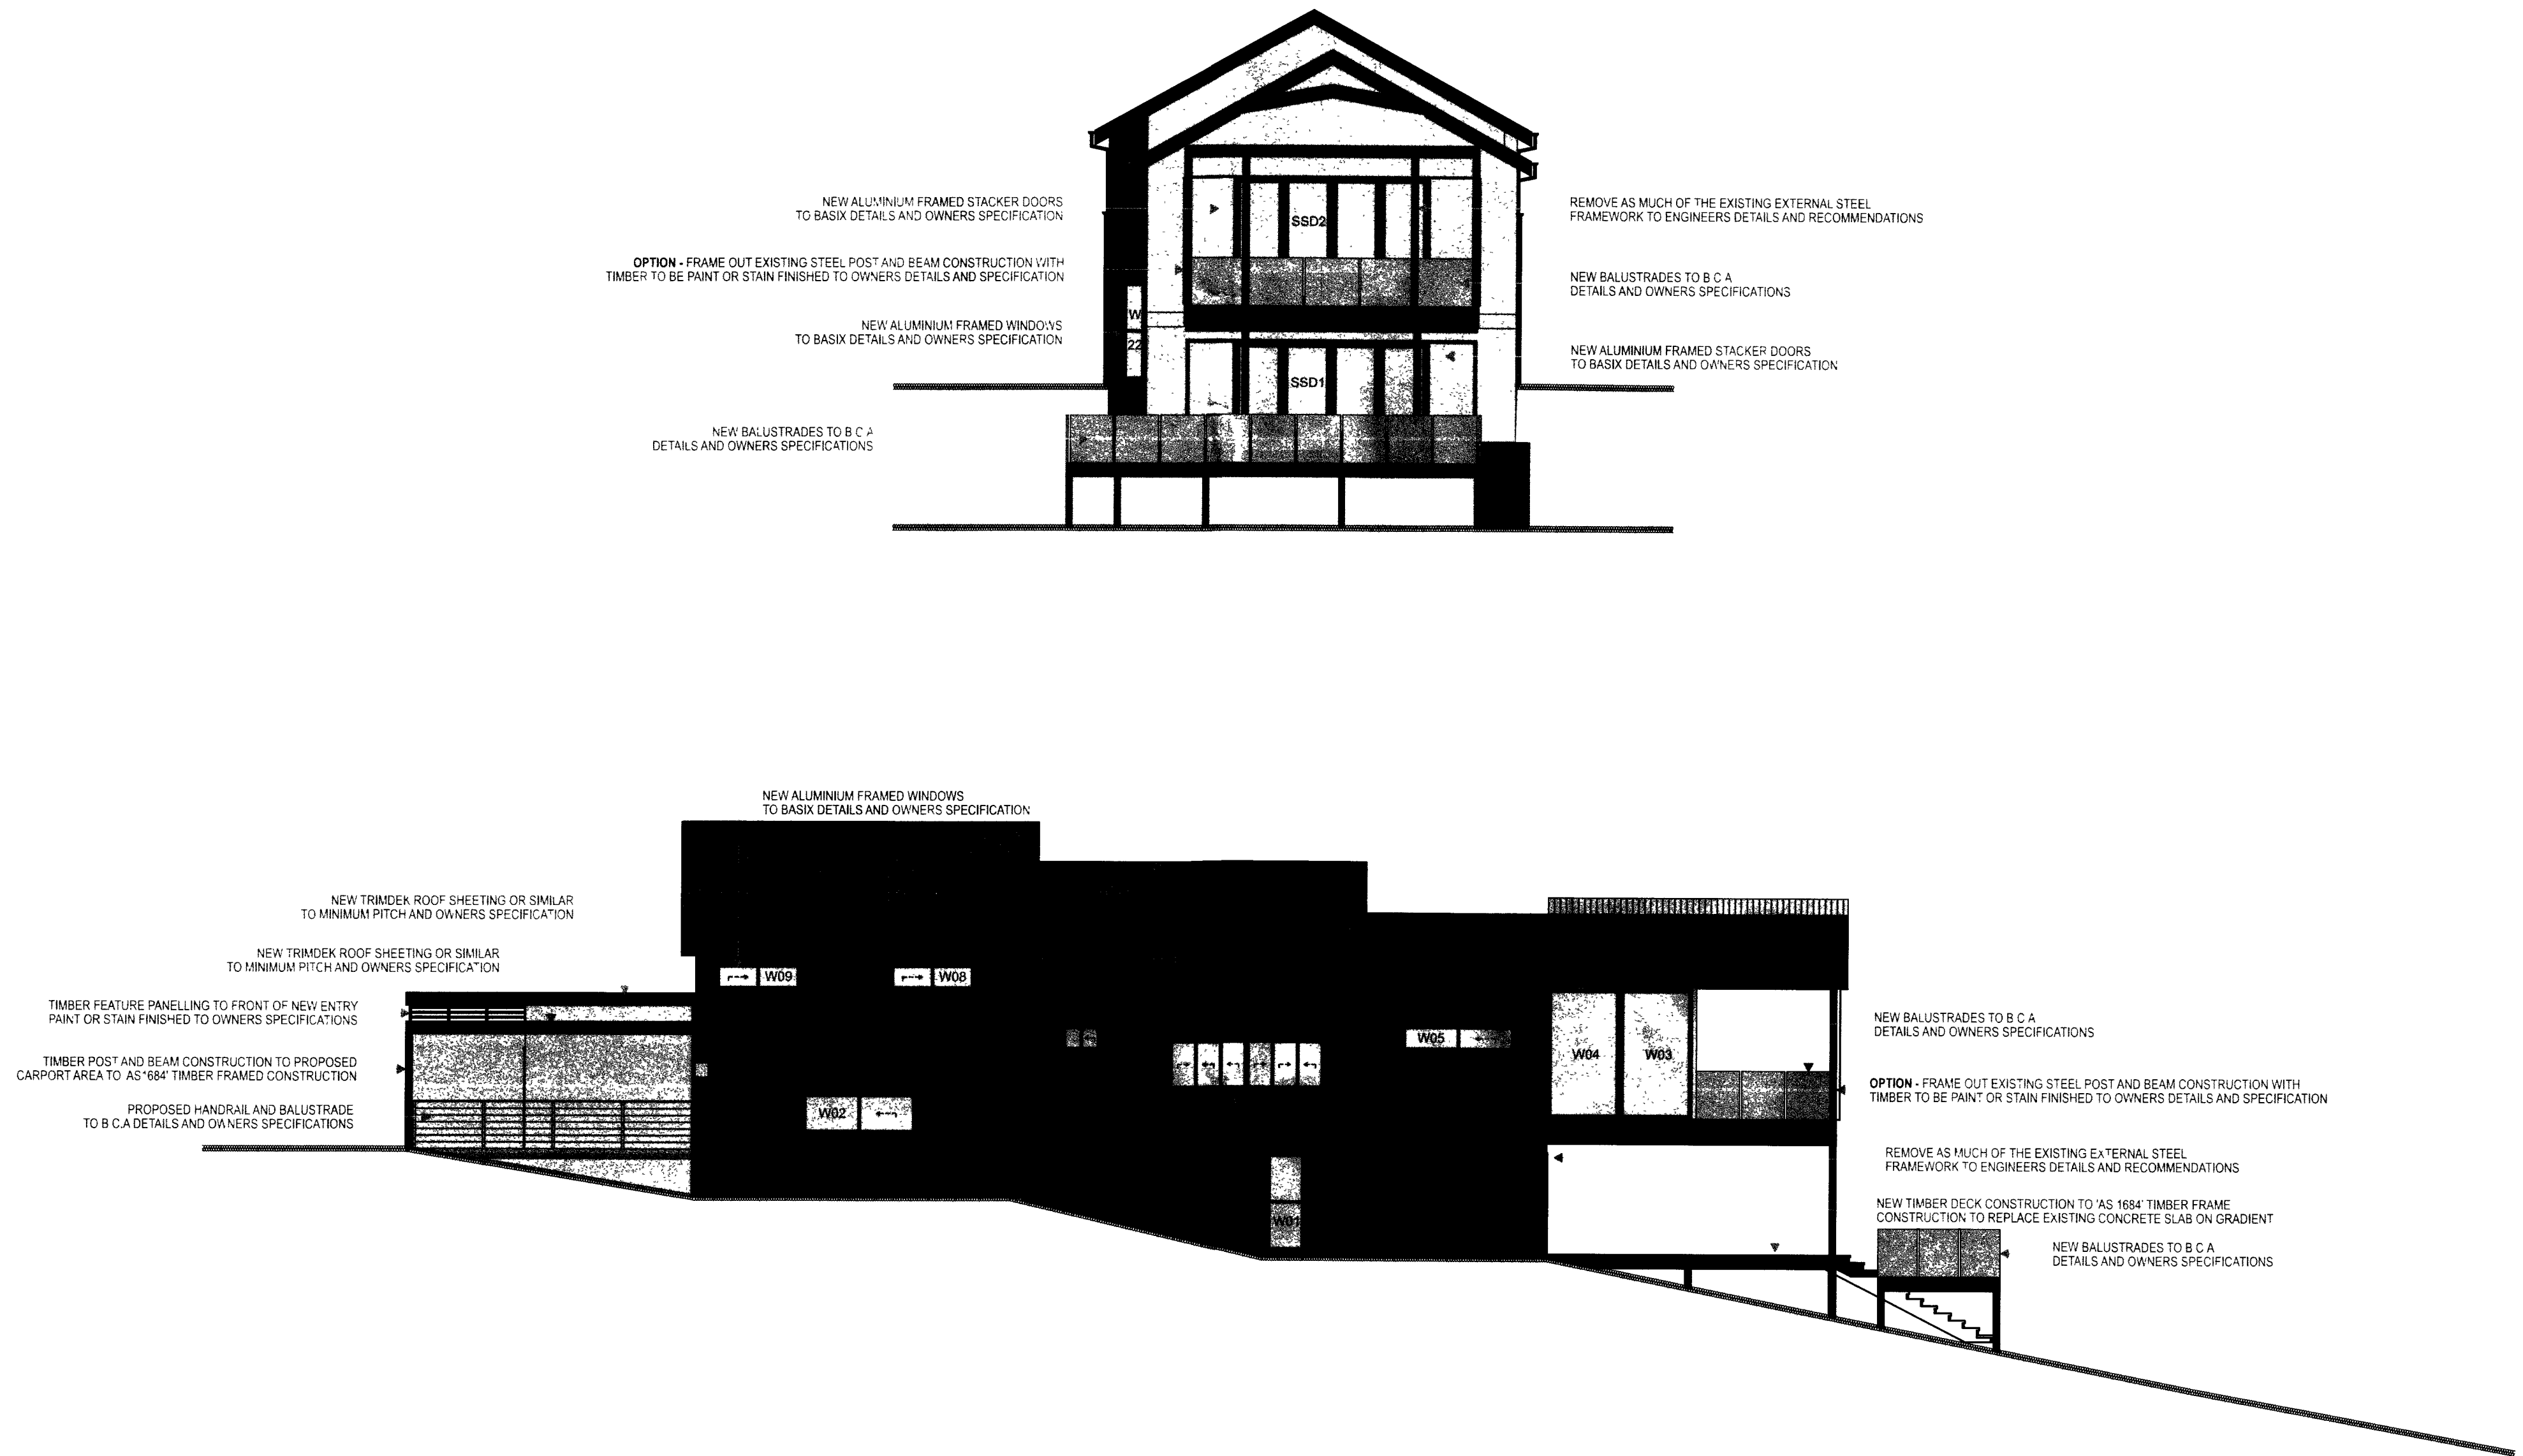 NEW ALUMINIUM FRAMED STACKER DOORS
TO BASIX DETAILS AND OWNERS SPECIFICATION
OPTION - FRAME OUT EXISTING STEEL POST AND BEAM CONSTRUCTION WITH
TIMBER TO BE PAINT OR STAIN FINISHED TO OWNERS DETAILS AND SPECIFICATION
NEW ALUMINIUM FRAMED WINDOWS
TO BASIX DETAILS AND OWNERS SPECIFICATION
NEW BALUSTRADES TO B C A
DETAILS AND OWNERS SPECIFICATIONS
SSD2
W
22
SSD1
REMOVE AS MUCH OF THE EXISTING EXTERNAL STEEL
FRAMEWORK TO ENGINEERS DETAILS AND RECOMMENDATIONS
NEW BALUSTRADES TO B C A
DETAILS AND OWNERS SPECIFICATIONS
NEW ALUMINIUM FRAMED STACKER DOORS
TO BASIX DETAILS AND OWNERS SPECIFICATION
NEW ALUMINIUM FRAMED WINDOWS
TO BASIX DETAILS AND OWNERS SPECIFICATION
NEW TRIMDEK ROOF SHEETING OR SIMILAR
TO MINIMUM PITCH AND OWNERS SPECIFICATION
NEW TRIMDEK ROOF SHEETING OR SIMILAR
TO MINIMUM PITCH AND OWNERS SPECIFICATION
TIMBER FEATURE PANELLING TO FRONT OF NEW ENTRY
PAINT OR STAIN FINISHED TO OWNERS SPECIFICATIONS
TIMBER POST AND BEAM CONSTRUCTION TO PROPOSED
CARPORT AREA TO 'AS 1684' TIMBER FRAMED CONSTRUCTION
PROPOSED HANDRAIL AND BALUSTRADE
TO B C.A DETAILS AND OWNERS SPECIFICATIONS
W09
W08
W05
W04
W03
W02
W01
NEW BALUSTRADES TO B C A
DETAILS AND OWNERS SPECIFICATIONS
OPTION - FRAME OUT EXISTING STEEL POST AND BEAM CONSTRUCTION WITH
TIMBER TO BE PAINT OR STAIN FINISHED TO OWNERS DETAILS AND SPECIFICATION
REMOVE AS MUCH OF THE EXISTING EXTERNAL STEEL
FRAMEWORK TO ENGINEERS DETAILS AND RECOMMENDATIONS
NEW TIMBER DECK CONSTRUCTION TO 'AS 1684' TIMBER FRAME
CONSTRUCTION TO REPLACE EXISTING CONCRETE SLAB ON GRADIENT
NEW BALUSTRADES TO B C A
DETAILS AND OWNERS SPECIFICATIONS